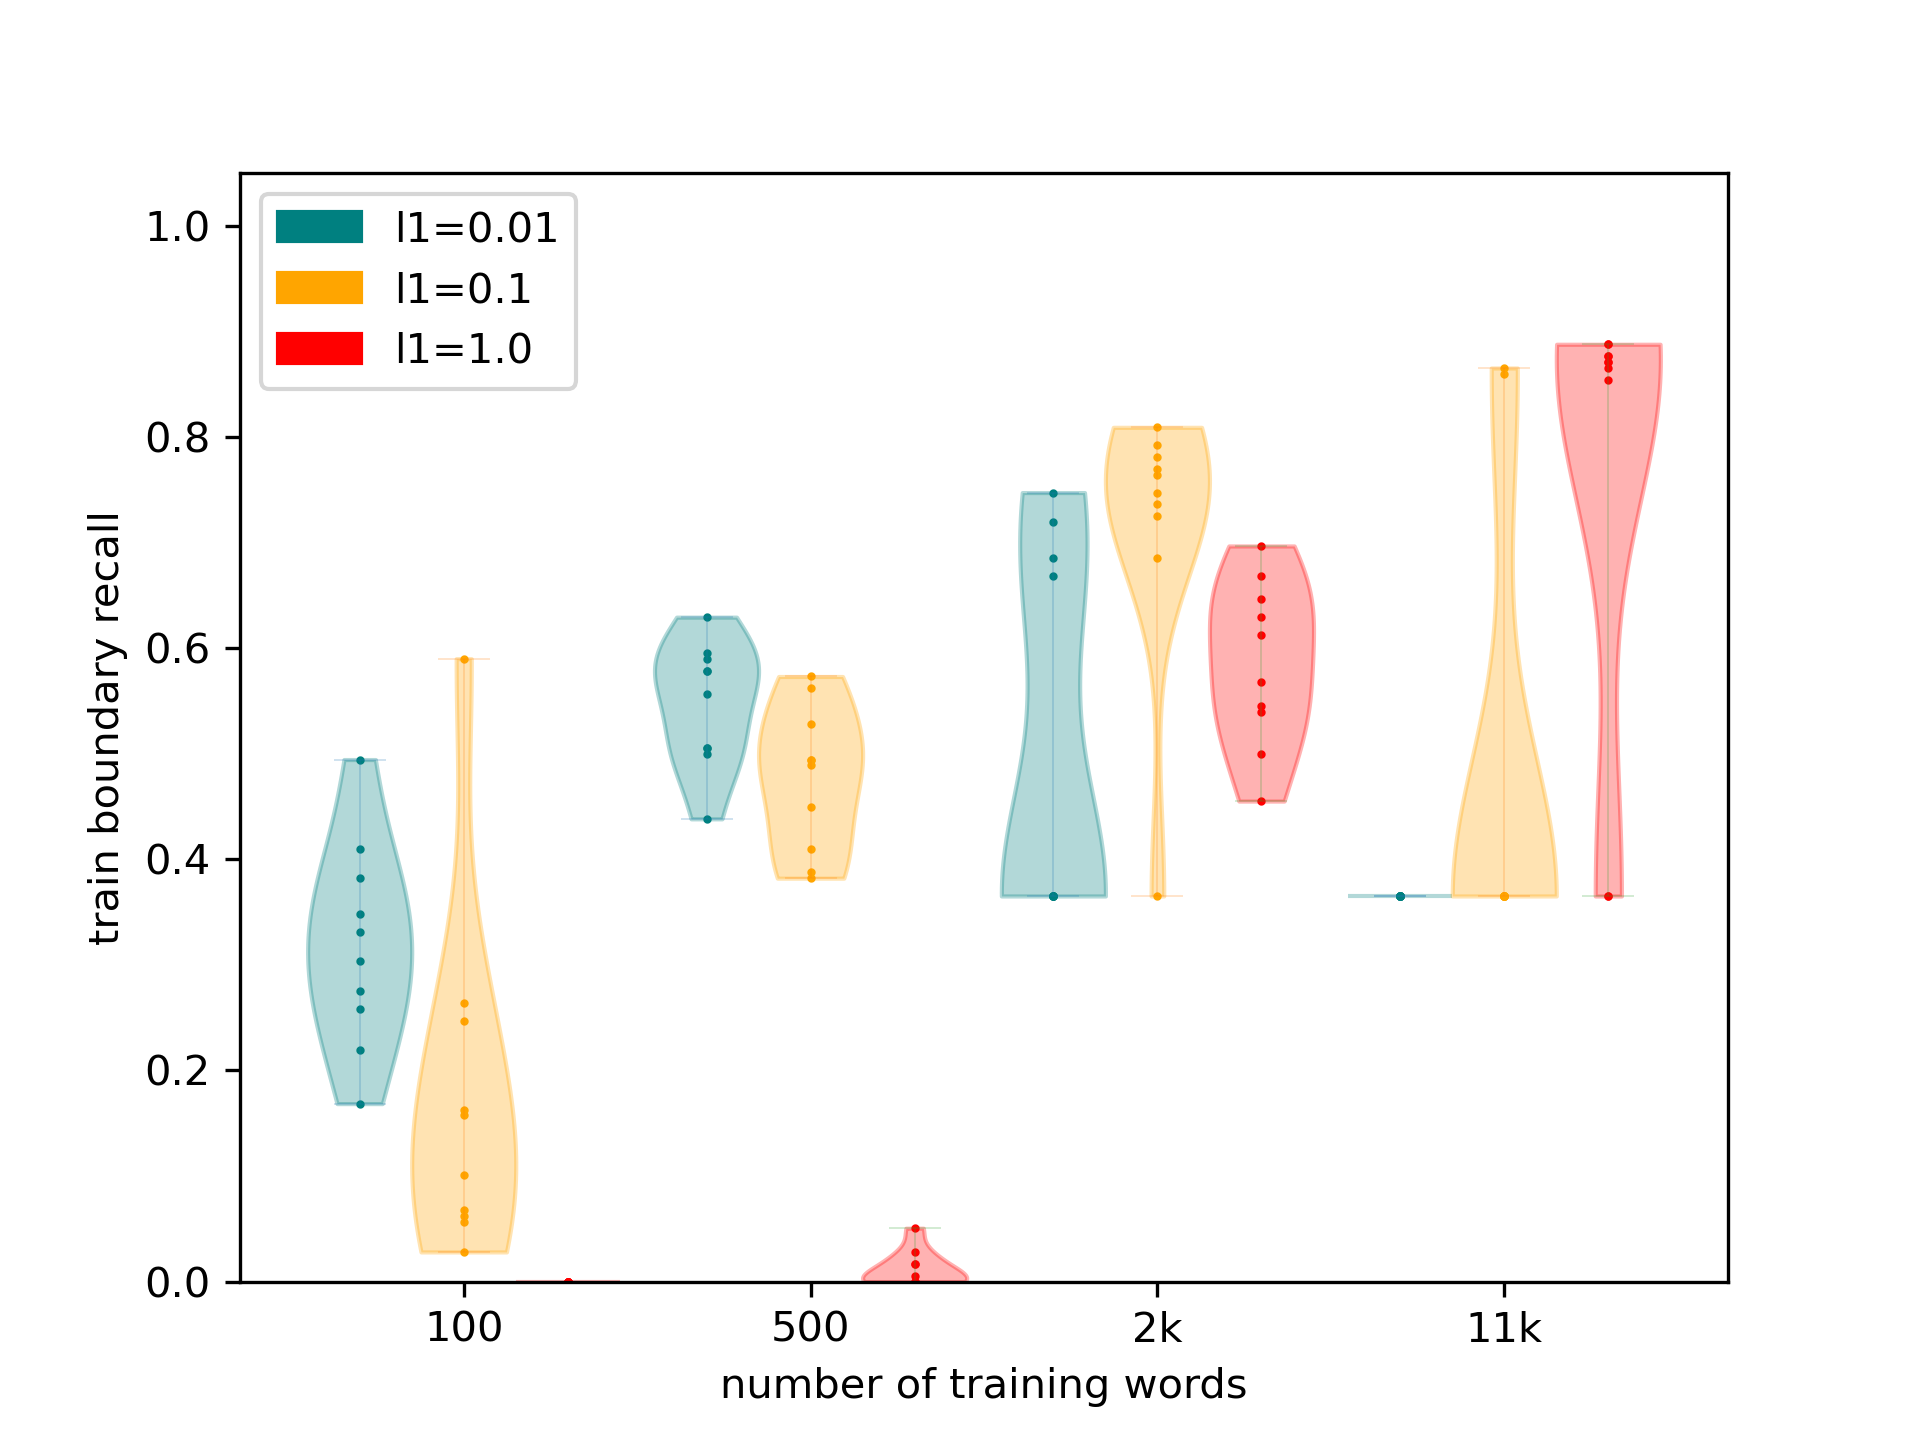 l1=0.01
l1=0.1
l1=1.0
train boundary recall
1.0
0.8
0.6
0.4
0.2
0.0
100 500 2k 11k
number of training words